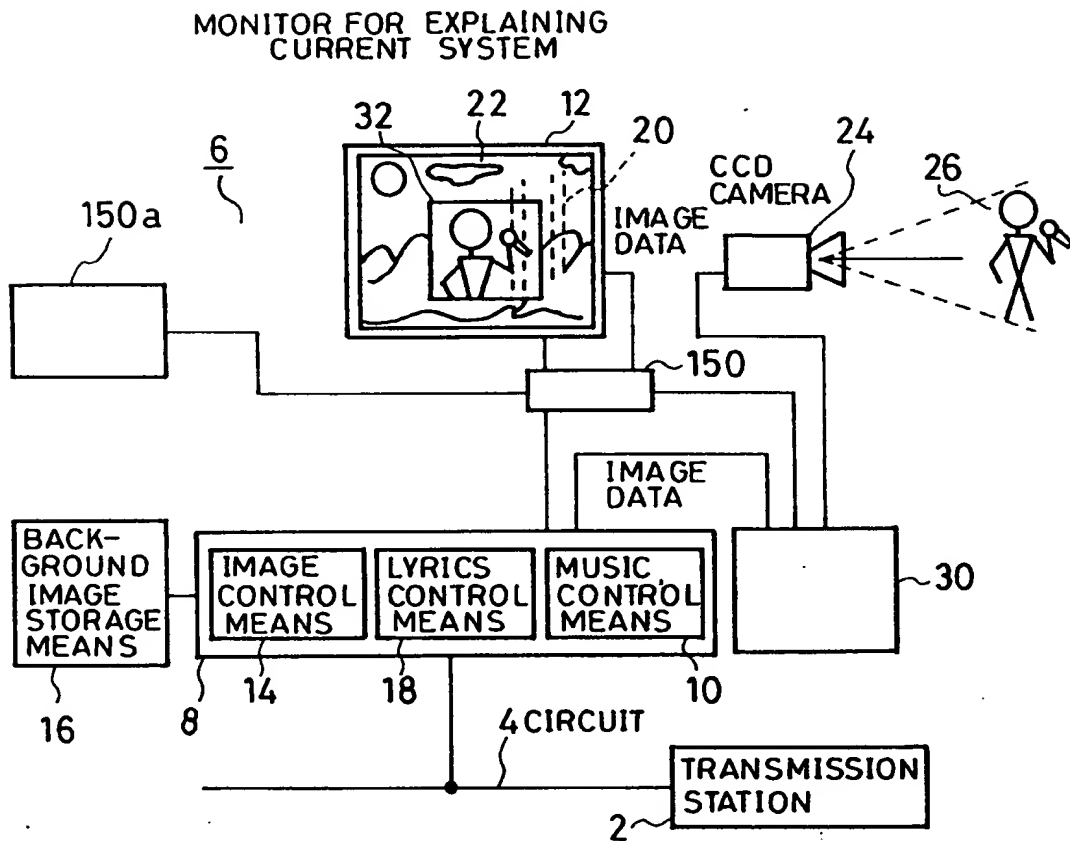 MONITOR FOR EXPLAINING
CURRENT SYSTEM
32
22
12
20
24
6
CCD
CAMERA
26
150a
IMAGE
DATA
150
IMAGE
DATA
BACK-
GROUND
IMAGE
STORAGE
MEANS
IMAGE
CONTROL
MEANS
LYRICS
CONTROL
MEANS
MUSIC
CONTROL
MEANS
30
16
8
14
18
10
4 CIRCUIT
TRANSMISSION
STATION
2